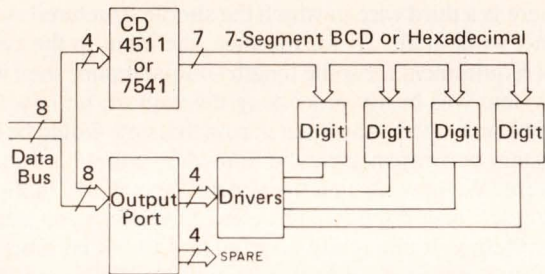 CD
4511
or
7541
4
7
7-Segment BCD or Hexadecimal
8
Data
Bus
8
Output
Port
4
Drivers
4
SPARE
Digit
Digit
Digit
Digit